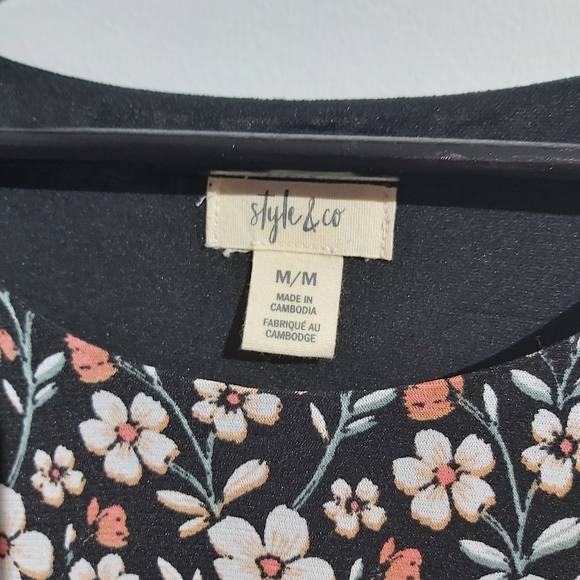 style & co
M/M
MADE IN
CAMBODIA
FABRIQUÉ AU
CAMBODGE